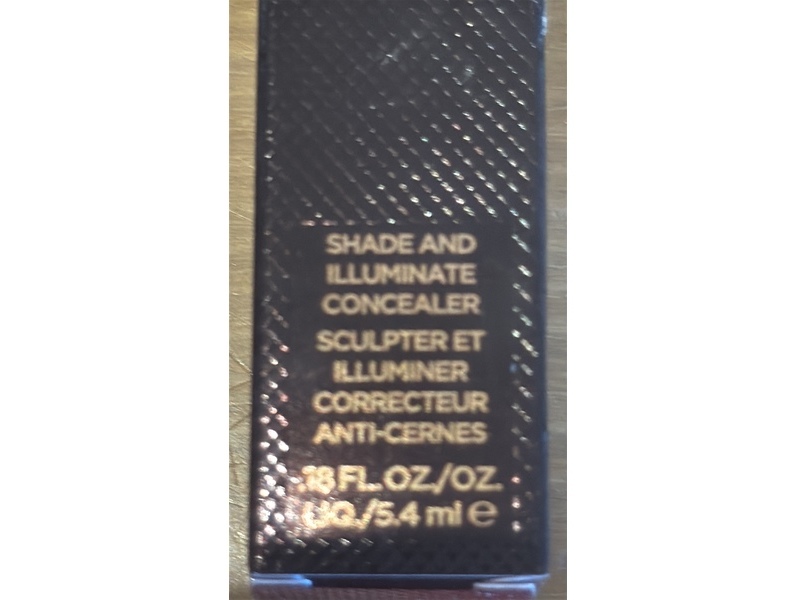 SHADE AND
ILLUMINATE
CONCEALER
SCULPTER ET
ILLUMINER
CORRECTEUR
ANTI-CERNES
.18 FL. OZ./OZ.
LIQ./5.4 ml e